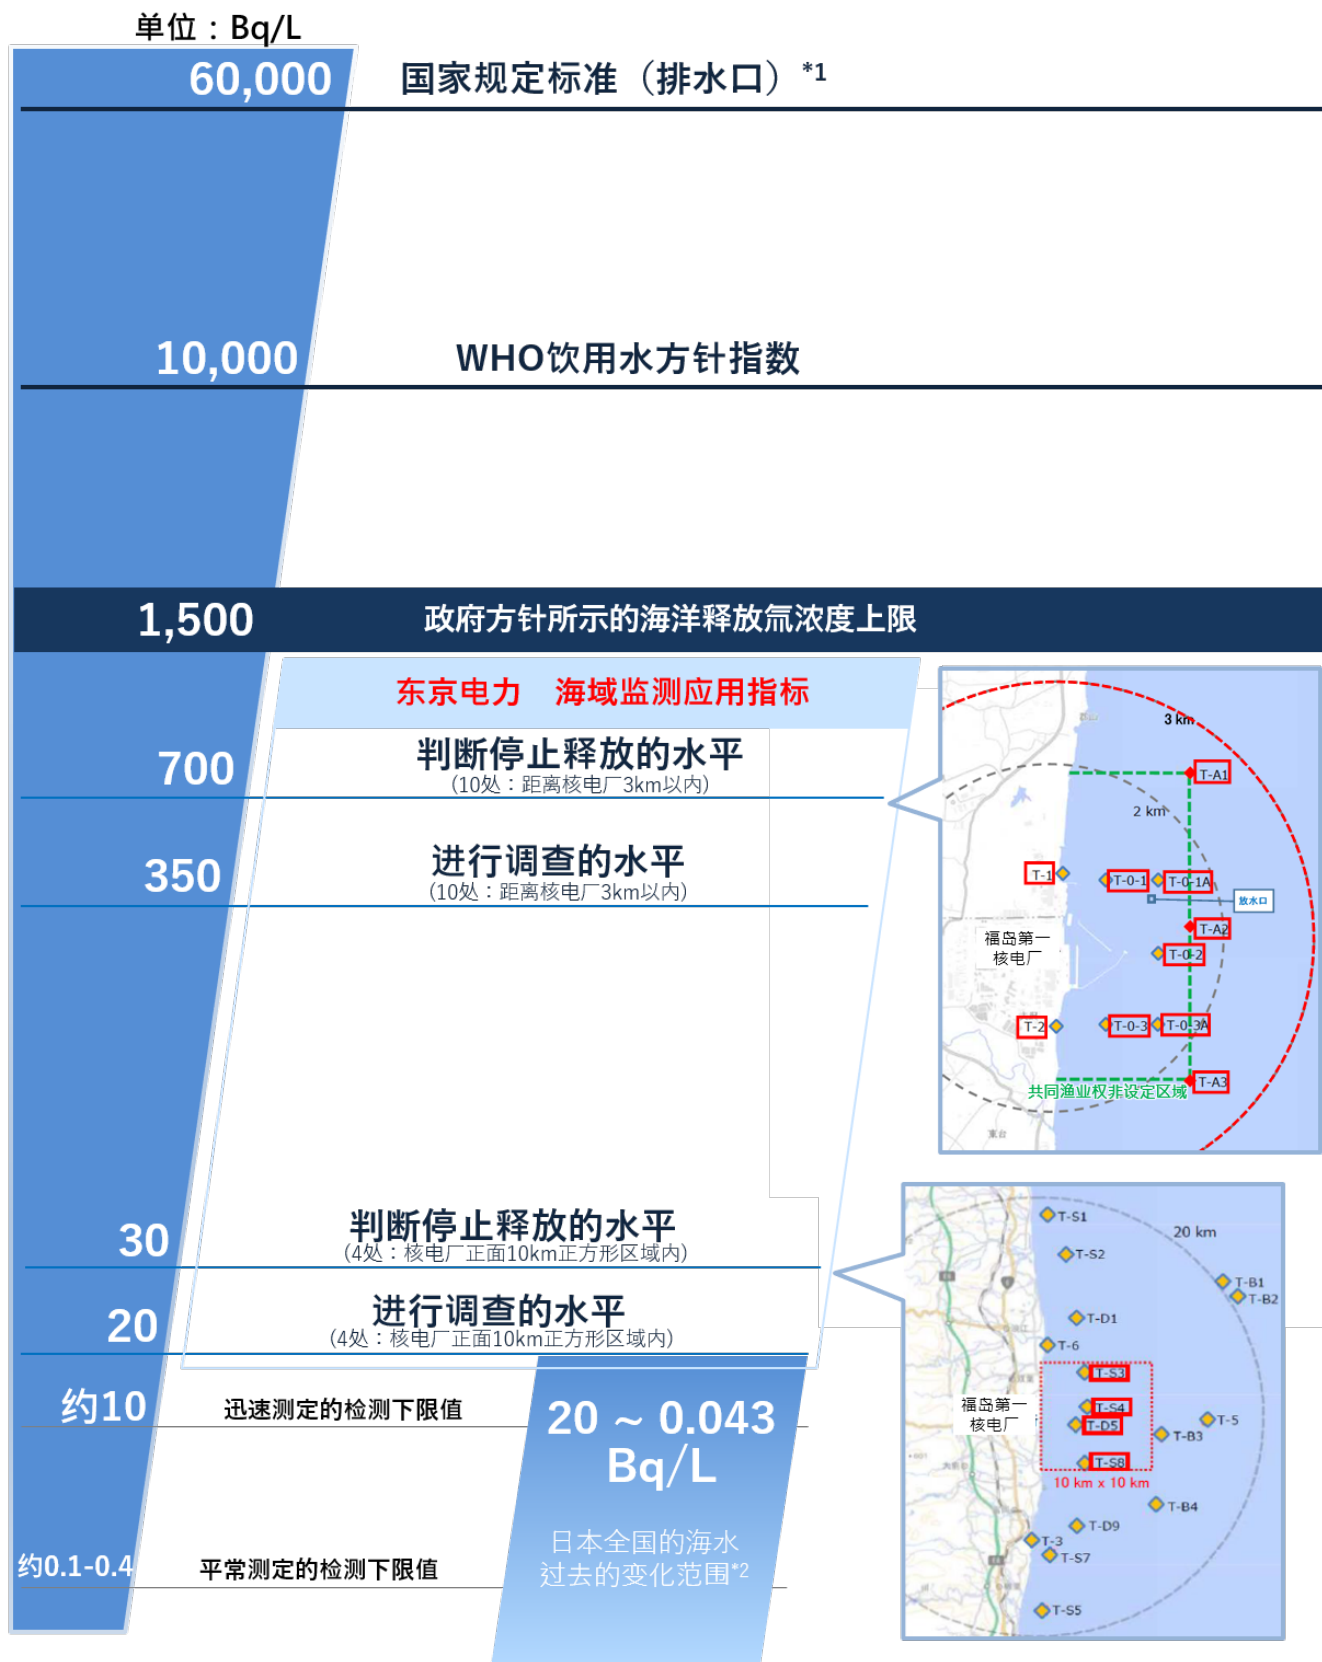 单位：Bq/L
60,000
国家规定标准（排水口）*1
10,000
WHO饮用水方针指数
1,500
政府方针所示的海洋释放氚浓度上限
东京电力 海域监测应用指标
700
判断停止释放的水平
(10处：距离核电厂3km以内)
350
进行调查的水平
(10处：距离核电厂3km以内)
30
判断停止释放的水平
(4处：核电厂正面10km正方形区域内)
20
进行调查的水平
(4处：核电厂正面10km正方形区域内)
约10
迅速测定的检测下限值
20 ~ 0.043
Bq/L
日本全国的海水
过去的变化范围*2
约0.1-0.4
平常测定的检测下限值
3 km
T-A1
2 km
T-1
T-0-1
T-0-1A
放水口
T-A2
福岛第一
核电厂
T-0-2
T-2
T-0-3
T-0-3A
T-A3
共同渔业权非设定区域
東台
T-S1
20 km
T-S2
T-B1
T-B2
T-D1
T-6
T-S3
福岛第一
核电厂
T-S4
T-D5
T-5
T-B3
T-S8
10 km x 10 km
T-B4
T-D9
T-3
T-S7
T-S5